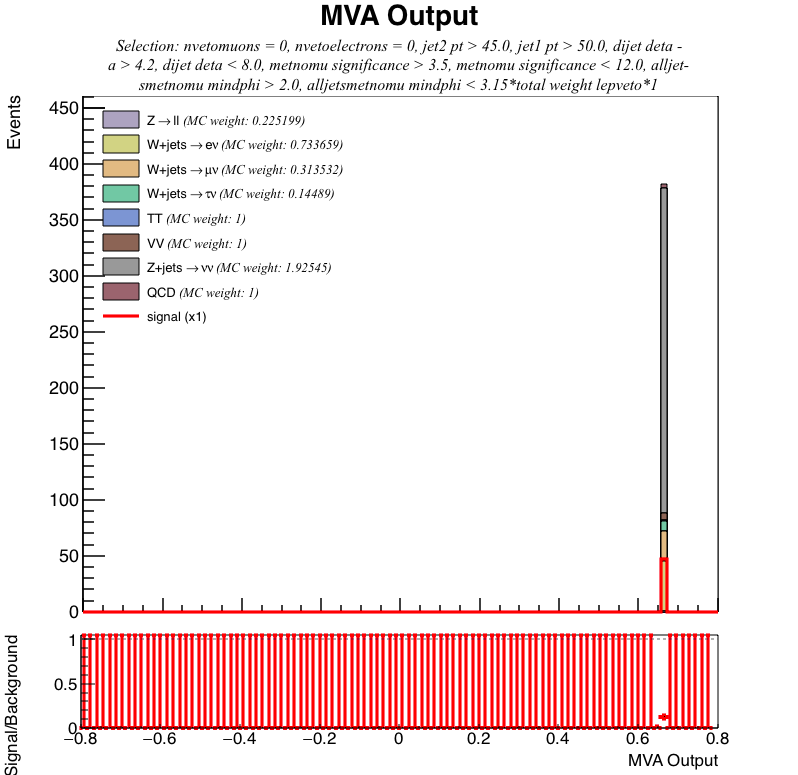 MVA Output
Selection: nvetomuons = 0, nvetoelectrons = 0, jet2 pt > 45.0, jet1 pt > 50.0, dijet deta -
a > 4.2, dijet deta < 8.0, metnomu significance > 3.5, metnomu significance < 12.0, alljet-
smetnomu mindphi > 2.0, alljetsmetnomu mindphi < 3.15*total weight lepveto*1
Events
450
400
350
300
250
200
150
100
50
0
Z→ll (MC weight: 0.225199)
W+jets→eν (MC weight: 0.733659)
W+jets→μν (MC weight: 0.313532)
W+jets→τν (MC weight: 0.14489)
TT (MC weight: 1)
VV (MC weight: 1)
Z+jets→νν (MC weight: 1.92545)
QCD (MC weight: 1)
signal (x1)
Signal/Background
1
0.5
0
−0.8 −0.6 −0.4 −0.2 0 0.2 0.4 0.6 0.8
MVA Output